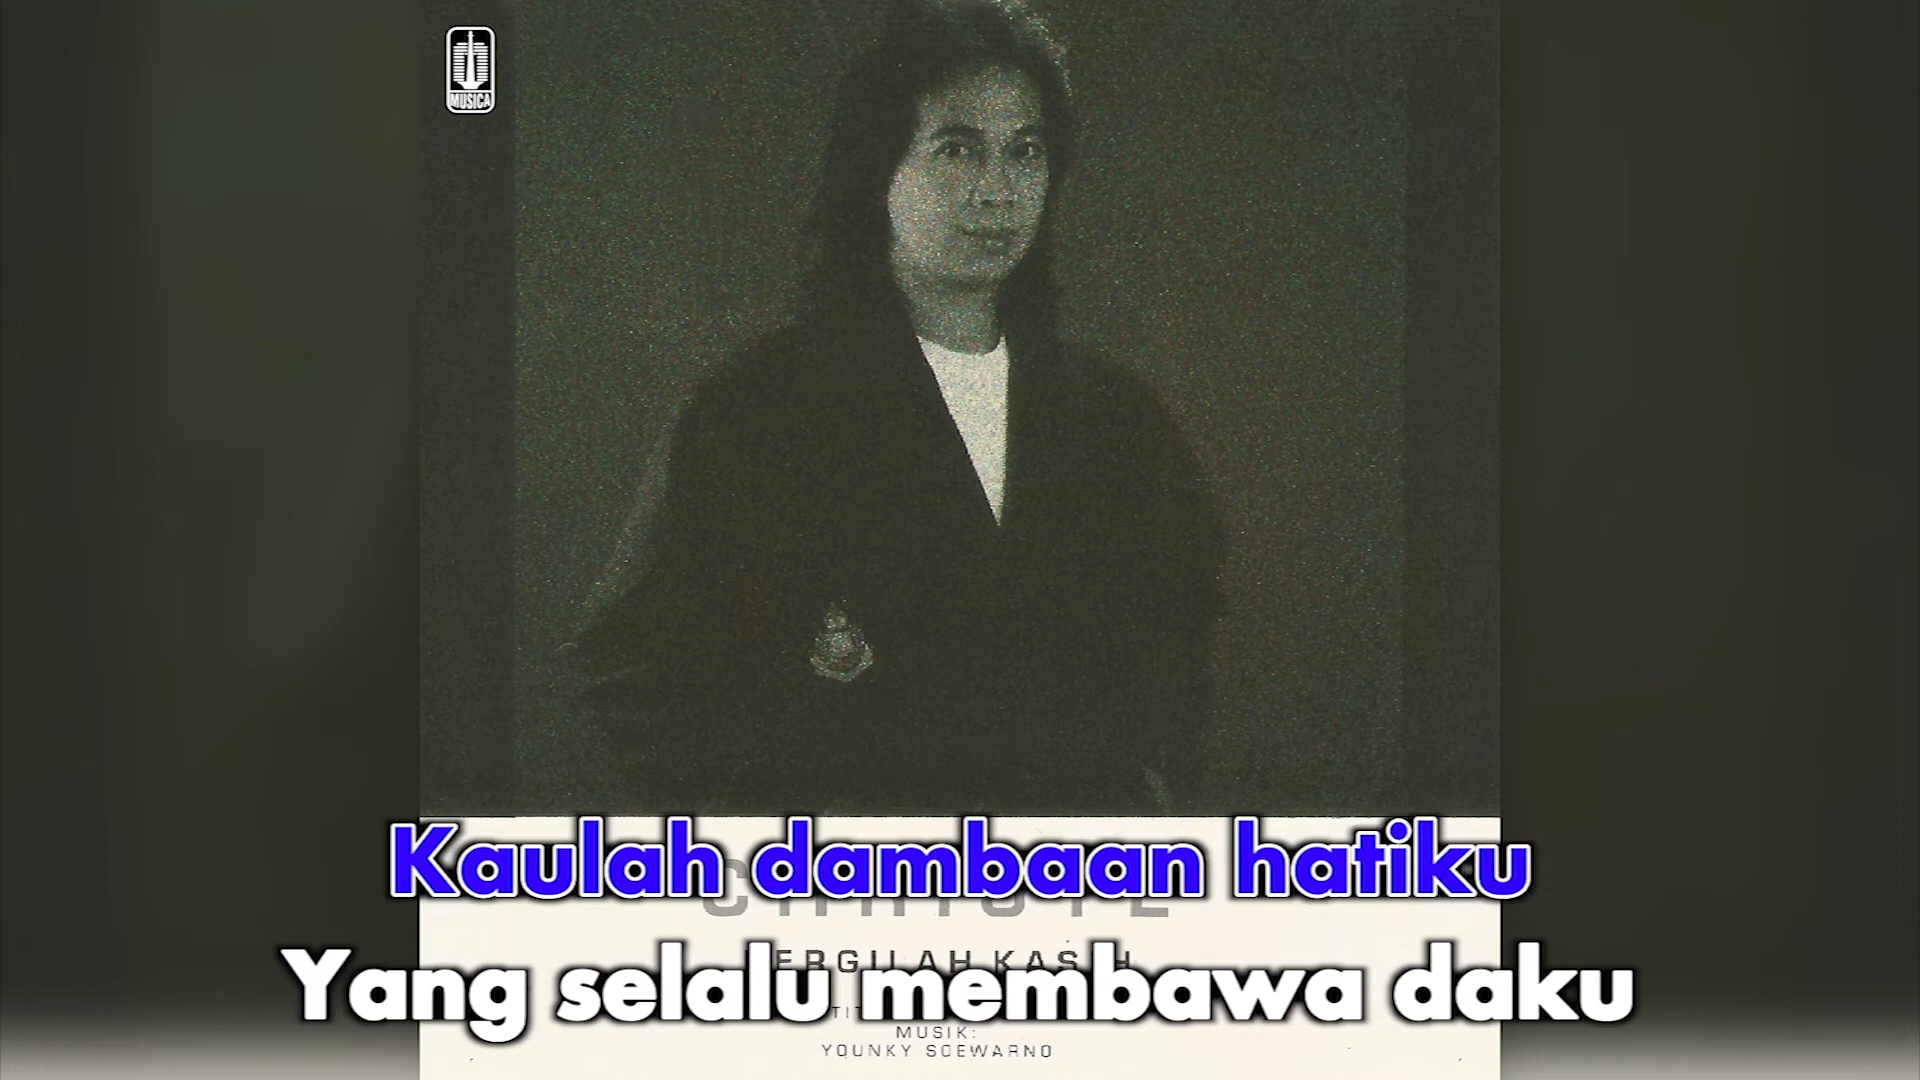 MUSICA
Kaulah dambaan hatiku
Yang selalu membawa daku
MUSIK:
YOUNKY SOEWARNO